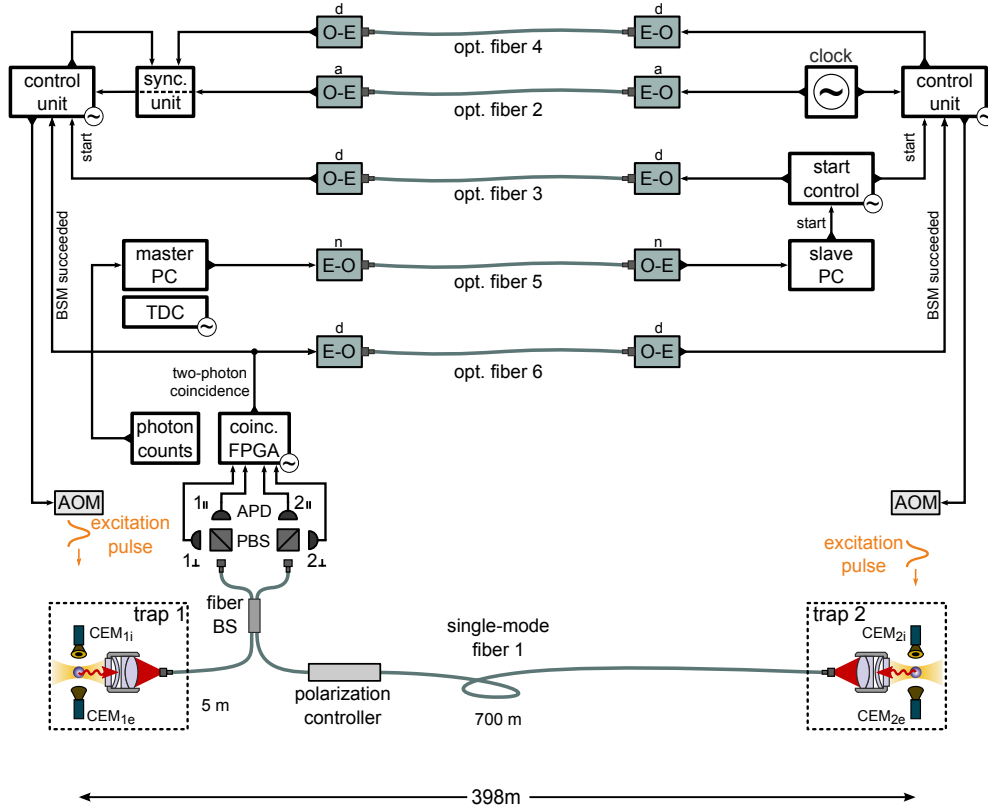 d
d
O-E
E-O
opt. fiber 4
clock
control
unit
sync.
unit
a
a
O-E
E-O
opt. fiber 2
~
control
unit
~
~
start
start
d
d
O-E
E-O
opt. fiber 3
start
control
~
start
BSM succeeded
BSM succeeded
master
PC
n
n
E-O
O-E
opt. fiber 5
slave
PC
TDC
~
d
d
E-O
O-E
opt. fiber 6
two-photon
coincidence
photon
counts
coinc.
FPGA
~
AOM
AOM
1ıı
APD
2ıı
excitation
pulse
PBS
1⊥
2⊥
excitation
pulse
fiber
BS
trap 1
trap 2
CEM1i
CEM2i
single-mode
fiber 1
CEM1e
CEM2e
5 m
polarization
controller
700 m
398m